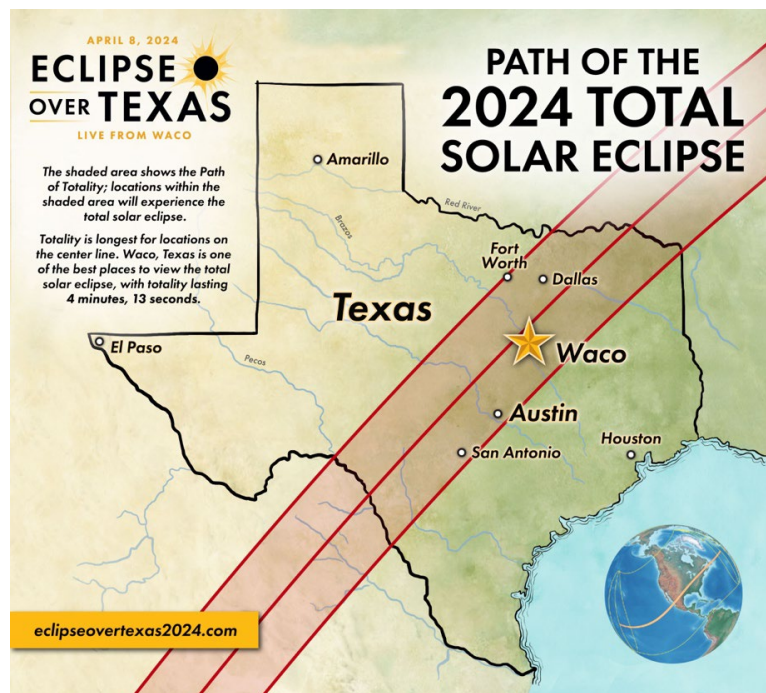 APRIL 8, 2024
ECLIPSE
OVER TEXAS
LIVE FROM WACO
The shaded area shows the Path
of Totality; locations within the
shaded area will experience the
total solar eclipse.
Totality is longest for locations on
the center line. Waco, Texas is one
of the best places to view the total
solar eclipse, with totality lasting
4 minutes, 13 seconds.
PATH OF THE
2024 TOTAL
SOLAR ECLIPSE
Amarillo
Red River
Brazos
Fort
Worth
Dallas
Texas
El Paso
Waco
Pecos
Austin
Houston
San Antonio
eclipseovertexas2024.com